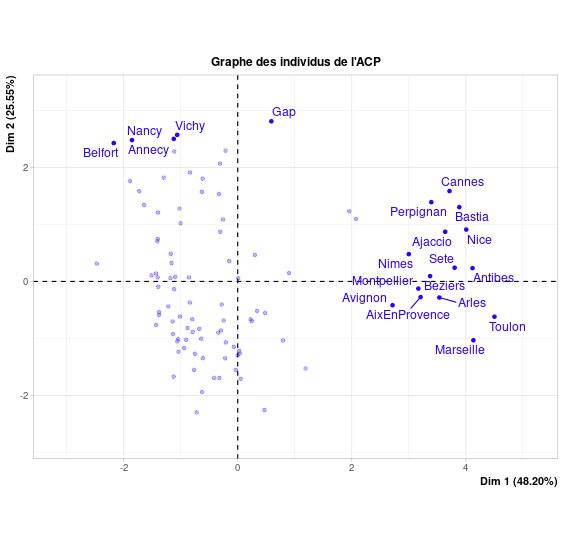 Graphe des individus de l'ACP
Dim 2 (25.55%)
Gap
Nancy
Vichy
Belfort
Annecy
Cannes
Perpignan
Bastia
Ajaccio
Nice
Nimes
Sete
Montpellier
Beziers
Antibes
Avignon
AixEnProvence
Arles
Toulon
Marseille
2
0
-2
-2
0
2
4
Dim 1 (48.20%)